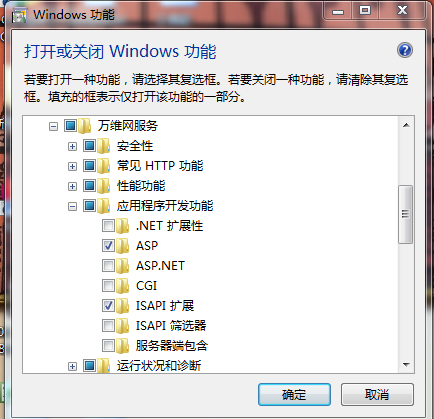 Windows 功能
打开或关闭 Windows 功能
若要打开一种功能，请选择其复选框。若要关闭一种功能，请清除其复选
框。填充的框表示仅打开该功能的一部分。
万维网服务
安全性
常见 HTTP 功能
性能功能
应用程序开发功能
.NET 扩展性
ASP
ASP.NET
CGI
ISAPI 扩展
ISAPI 筛选器
服务器端包含
运行状况和诊断
确定
取消